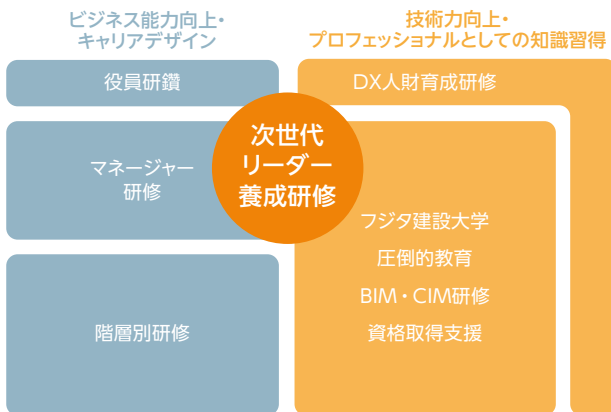 ビジネス能力向上・
キャリアデザイン
技術力向上・
プロフェッショナルとしての知識習得
役員研鑽
DX人財育成研修
次世代
リーダー
養成研修
マネージャー
研修
フジタ建設大学
圧倒的教育
BIM・CIM研修
資格取得支援
階層別研修